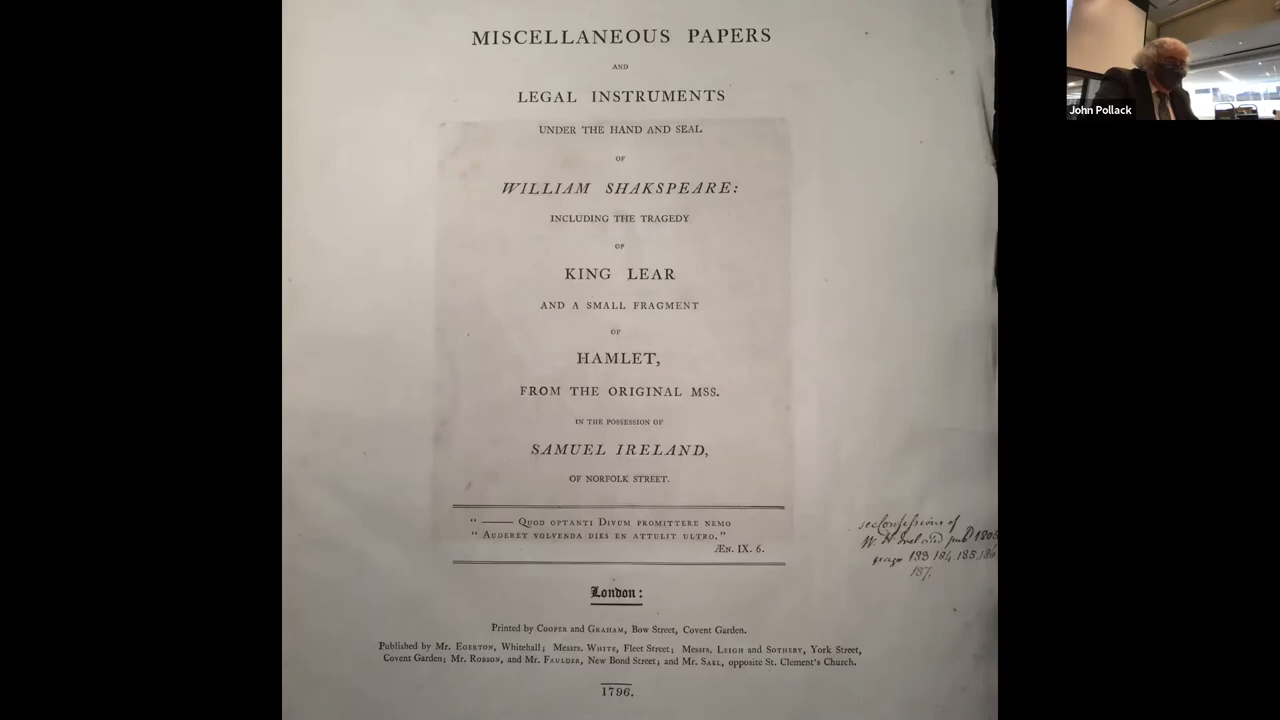 MISCELLANEOUS PAPERS
AND
LEGAL INSTRUMENTS
UNDER THE HAND AND SEAL
OF
WILLIAM SHAKSPEARE:
INCLUDING THE TRAGEDY
OF
KING LEAR
AND A SMALL FRAGMENT
OF
HAMLET,
FROM THE ORIGINAL MSS.
IN THE POSSESSION OF
SAMUEL IRELAND,
OF NORFOLK STREET.
“ —— QUOD OPTANTI DIVUM PROMITTERE NEMO
“ AUDERET VOLVENDA DIES EN ATTULIT ULTRO.”
ÆN. IX. 6.
London:
Printed by COOPER and GRAHAM, Bow Street, Covent Garden.
Published by Mr. EGERTON, Whitehall; Messrs. WHITE, Fleet Street; Messrs. LEIGH and SOTHEBY, York Street,
Covent Garden; Mr. ROBSON, and Mr. FAULDER, New Bond Street; and Mr. SAEL, opposite St. Clement's Church.
1796.
see Confessions of
W. H. Ireland pubd 1805
page 133 134 135.136
137,
John Pollack